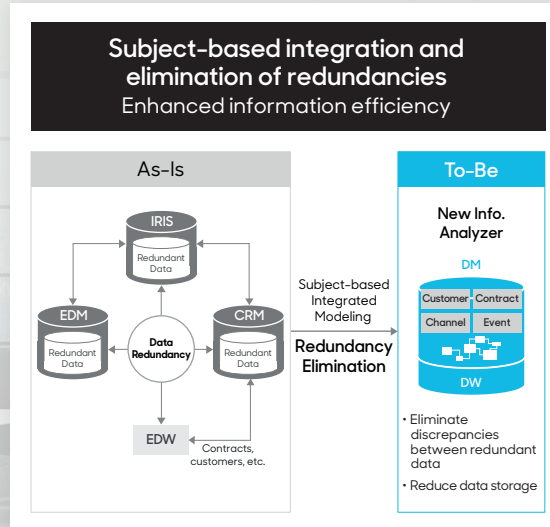 Subject-based integration and
elimination of redundancies
Enhanced information efficiency
As-Is
IRIS
Redundant
Data
EDM
Redundant
Data
Data
Redundancy
CRM
Redundant
Data
EDW
Contracts,
customers, etc.
Subject-based
Integrated
Modeling
Redundancy
Elimination
To-Be
New Info.
Analyzer
DM
Customer Contract
Channel Event
DW
• Eliminate
discrepancies
between redundant
data
• Reduce data storage